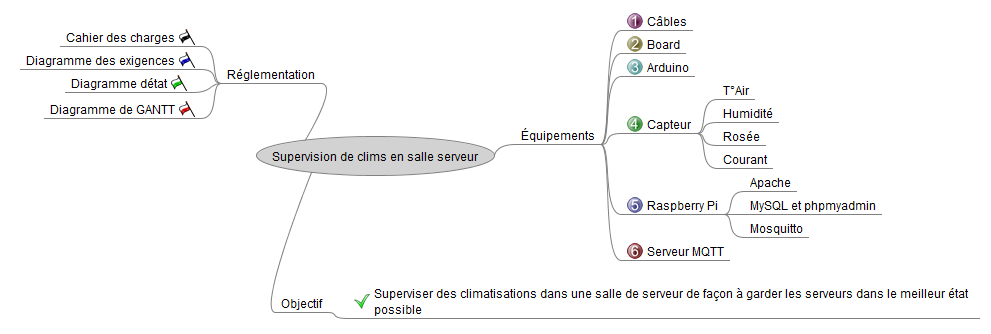 Supervision de clims en salle serveur
Réglementation
Cahier des charges
Diagramme des exigences
Diagramme détat
Diagramme de GANTT
Équipements
1 Câbles
2 Board
3 Arduino
4 Capteur
T°Air
Humidité
Rosée
Courant
5 Raspberry Pi
Apache
MySQL et phpmyadmin
Mosquitto
6 Serveur MQTT
Objectif
Superviser des climatisations dans une salle de serveur de façon à garder les serveurs dans le meilleur état
possible